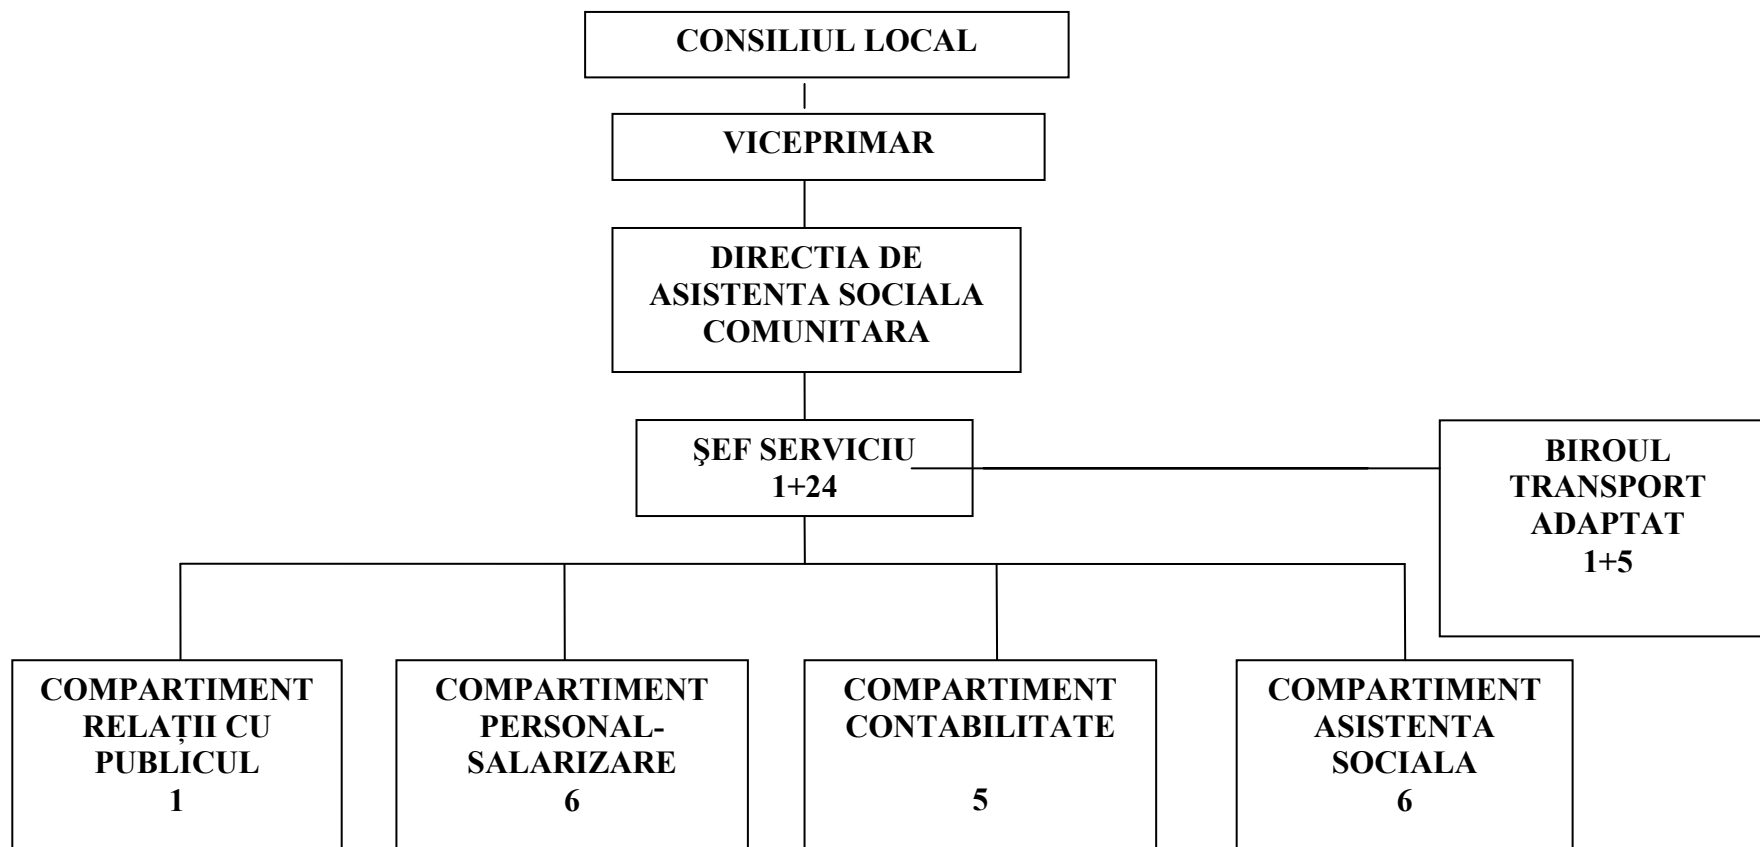 CONSILIUL LOCAL
VICEPRIMAR
DIRECTIA DE
ASISTENTA SOCIALA
COMUNITARA
ŞEF SERVICIU
1+24
BIROUL
TRANSPORT
ADAPTAT
1+5
COMPARTIMENT
RELAȚII CU
PUBLICUL
1
COMPARTIMENT
PERSONAL-
SALARIZARE
6
COMPARTIMENT
CONTABILITATE
5
COMPARTIMENT
ASISTENTA
SOCIALA
6